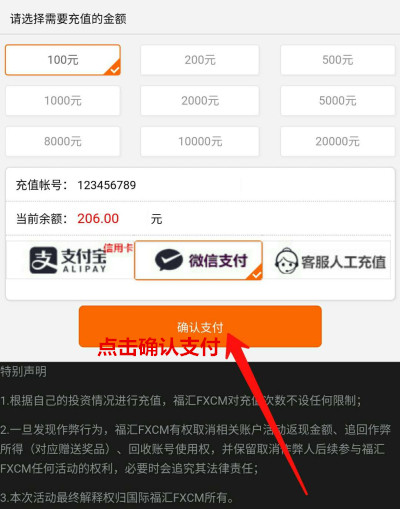 请选择需要充值的金额
100元 200元 500元
1000元 2000元 5000元
8000元 10000元 20000元
充值帐号： 123456789
当前余额： 206.00 元
支付宝 信用卡 微信支付 客服人工充值
ALIPAY
确认支付
点击确认支付
特别声明
1.根据自己的投资情况进行充值，福汇FXCM对充值次数不设任何限制；
2.一旦发现作弊行为，福汇FXCM有权取消相关账户活动返现金额、追回作弊
所得（对应赠送奖品）、回收账号使用权，并保留取消作弊人后续参与福汇
FXCM任何活动的权利，必要时会追究其法律责任；
3.本次活动最终解释权归国际福汇FXCM所有。